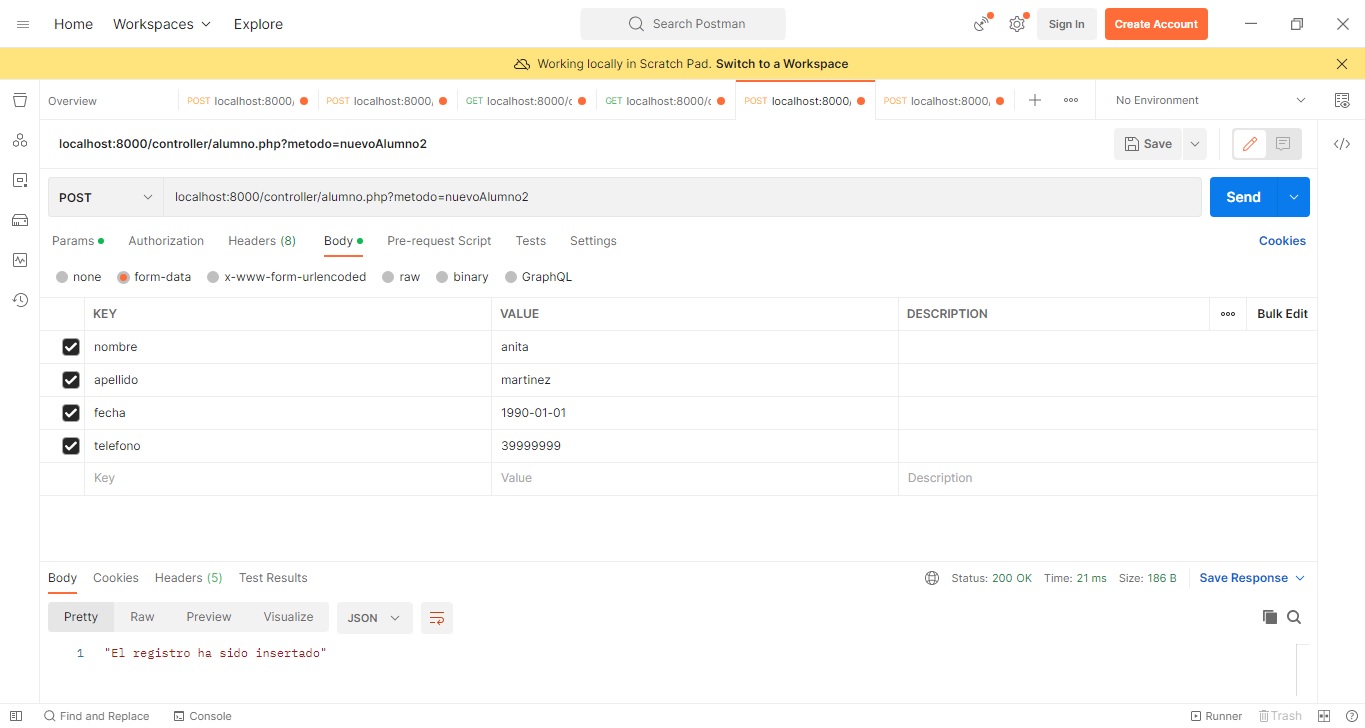 Home Workspaces Explore Search Postman Sign In Create Account
Working locally in Scratch Pad. Switch to a Workspace
Overview POST localhost:8000, POST localhost:8000, GET localhost:8000/c GET localhost:8000/c POST localhost:8000, POST localhost:8000, No Environment
localhost:8000/controller/alumno.php?metodo=nuevoAlumno2 Save
POST localhost:8000/controller/alumno.php?metodo=nuevoAlumno2 Send
Params Authorization Headers (8) Body Pre-request Script Tests Settings Cookies
none form-data x-www-form-urlencoded raw binary GraphQL
KEY VALUE DESCRIPTION Bulk Edit
nombre anita
apellido martinez
fecha 1990-01-01
telefono 39999999
Key Value Description
Body Cookies Headers (5) Test Results Status: 200 OK Time: 21 ms Size: 186 B Save Response
Pretty Raw Preview Visualize JSON
1 "El registro ha sido insertado"
Find and Replace Console Runner Trash